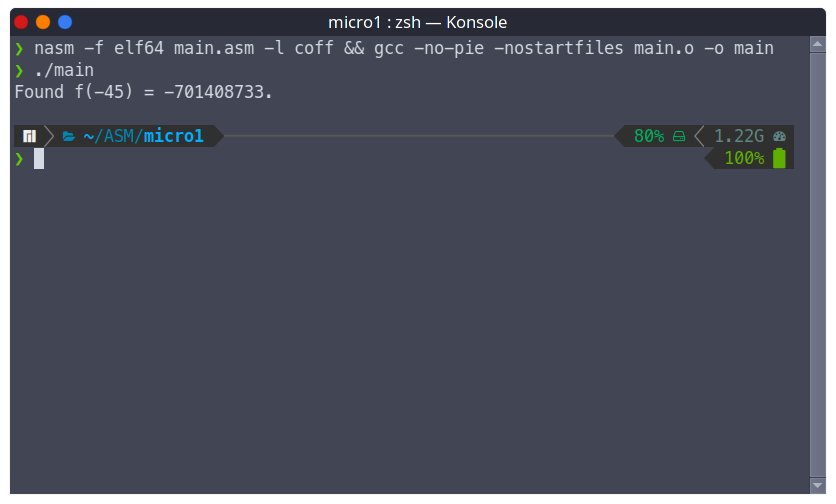 micro1 : zsh — Konsole
❯ nasm -f elf64 main.asm -l coff && gcc -no-pie -nostartfiles main.o -o main
❯ ./main
Found f(-45) = -701408733.
~/ASM/micro1 80% 1.22G
❯ 100%